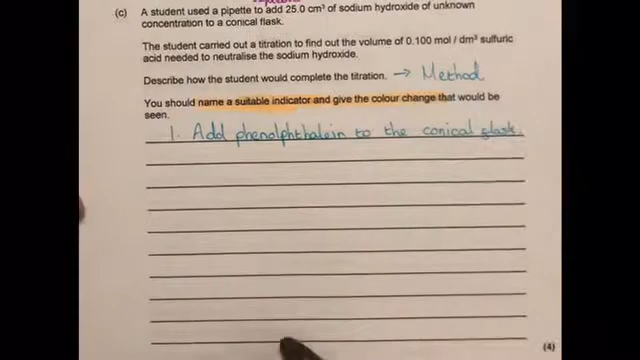 (c) A student used a pipette to add 25.0 cm³ of sodium hydroxide of unknown
concentration to a conical flask.
The student carried out a titration to find out the volume of 0.100 mol / dm³ sulfuric
acid needed to neutralise the sodium hydroxide.
Describe how the student would complete the titration. → Method
You should name a suitable indicator and give the colour change that would be
seen.
1. Add phenolphthalein to the conical flask.
(4)